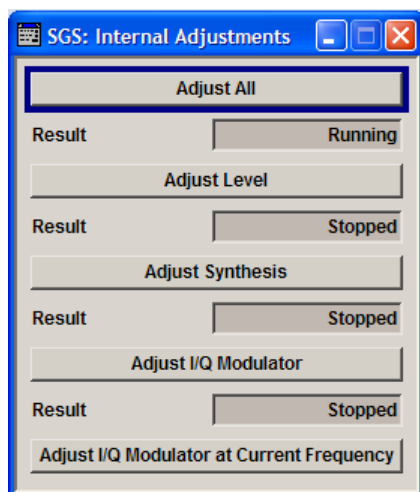 SGS: Internal Adjustments
Adjust All
Result Running
Adjust Level
Result Stopped
Adjust Synthesis
Result Stopped
Adjust I/Q Modulator
Result Stopped
Adjust I/Q Modulator at Current Frequency